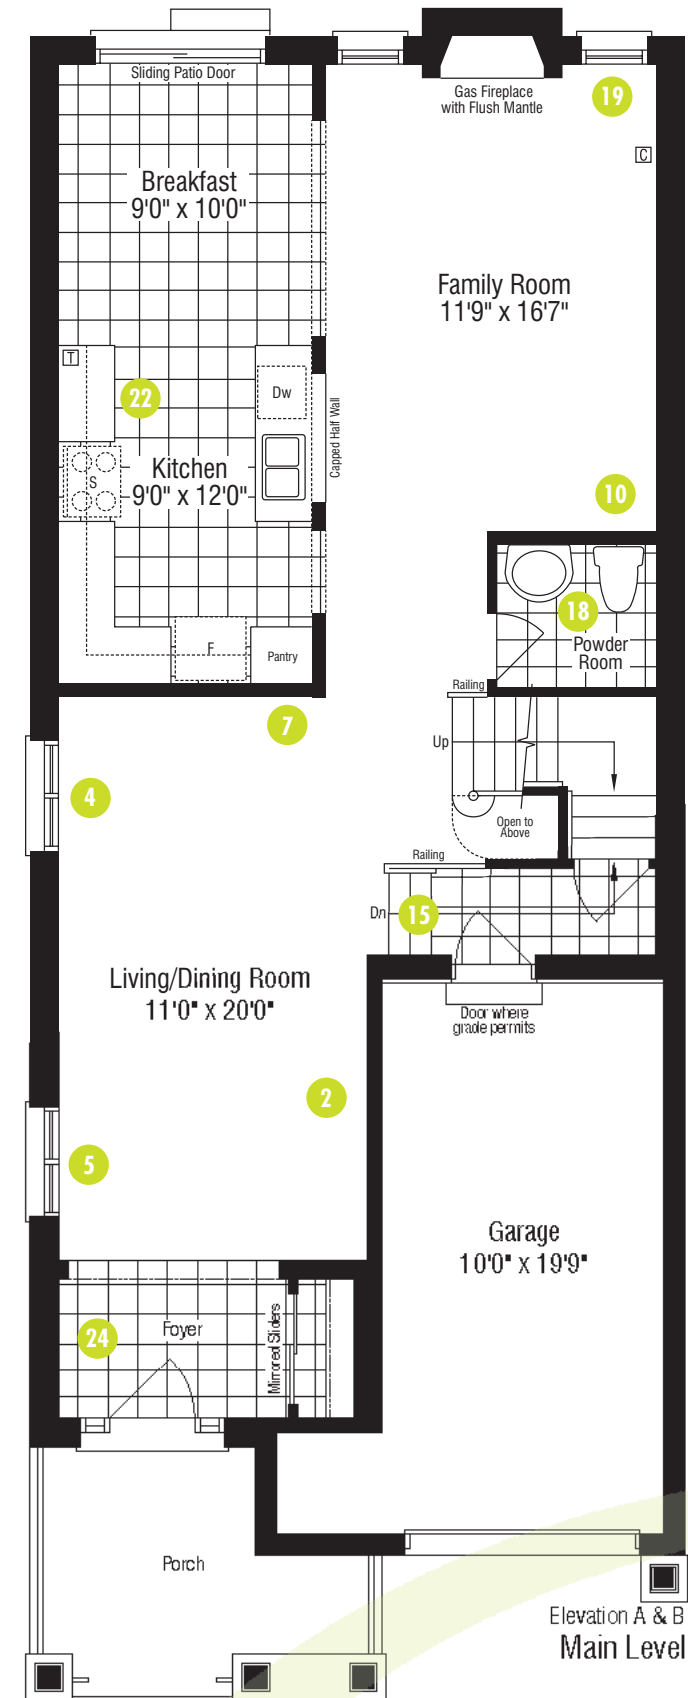 Sliding Patio Door
Gas Fireplace
with Flush Mantle
19
C
Breakfast
9'0" x 10'0"
Family Room
11'9" x 16'7"
T
22
Dw
Capped Half Wall
Kitchen
9'0" x 12'0"
S
10
18
Powder
Room
F
Pantry
Railing
7
Up
4
Open to
Above
Railing
Dn
15
Living/Dining Room
11'0" x 20'0"
Door where
grade permits
2
5
Garage
10'0" x 19'9"
24
Foyer
Mirrored Sliders
Porch
Elevation A & B
Main Level